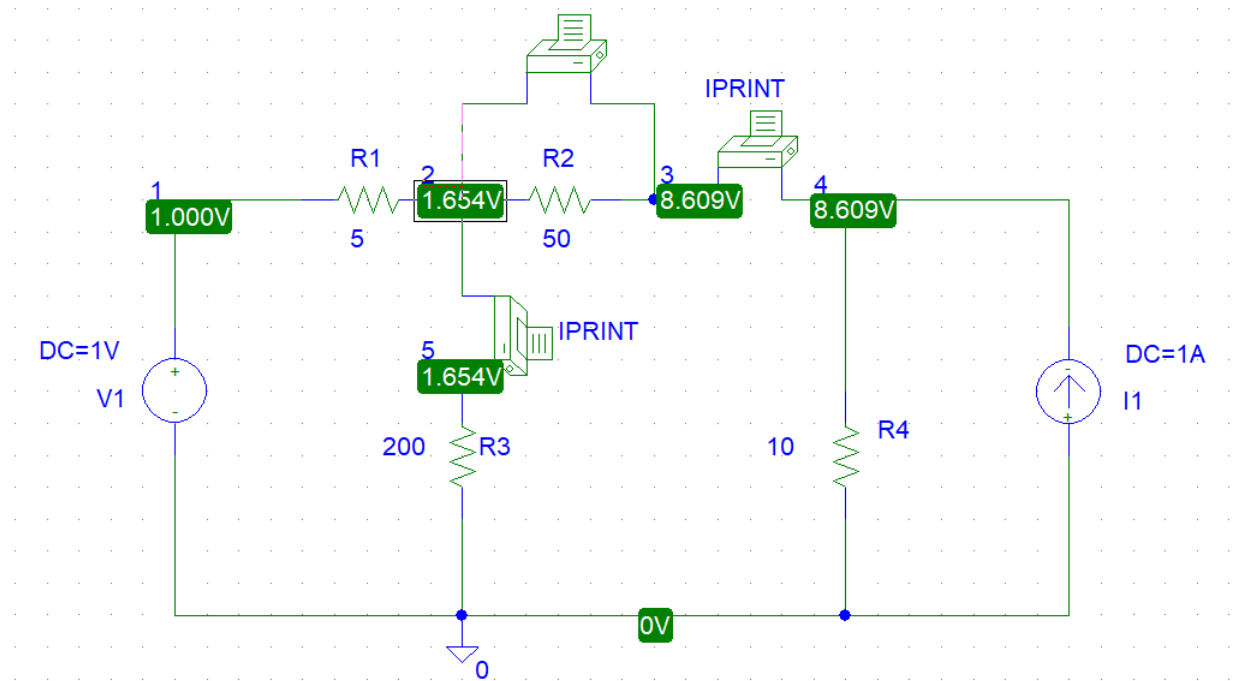 IPRINT
R1
R2
1
2
3
4
1.000V
1.654V
8.609V
8.609V
5
50
IPRINT
DC=1V
V1
5
1.654V
200
R3
10
R4
DC=1A
I1
0V
0
+
-
-
+